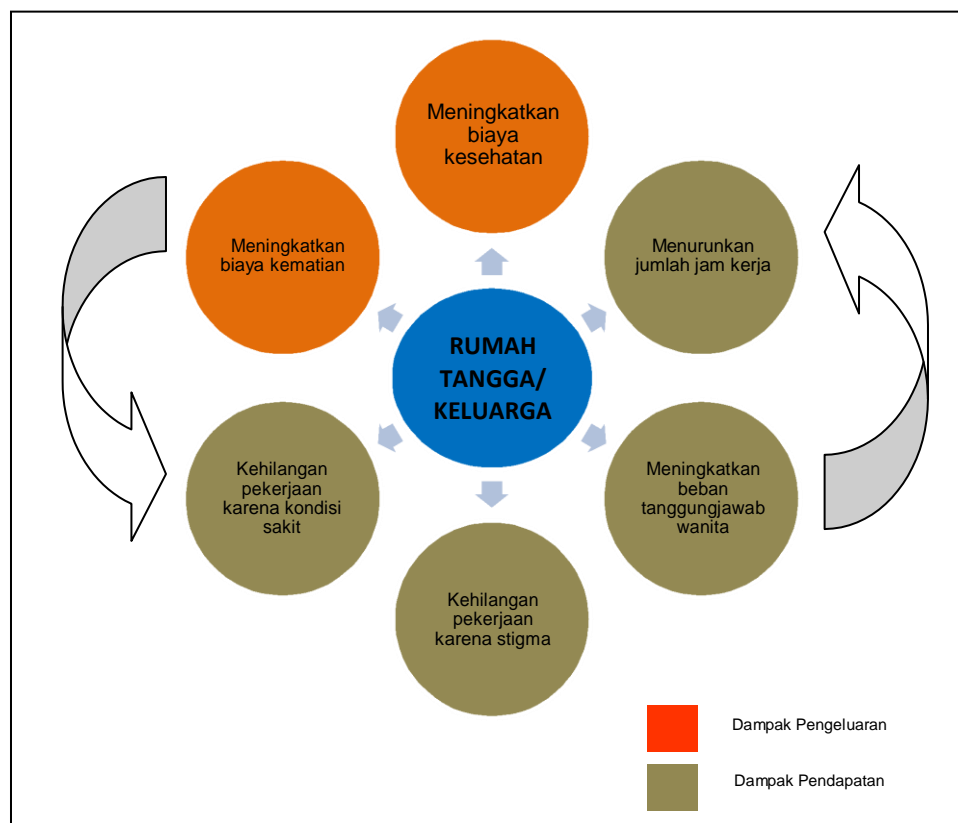 Meningkatkan
biaya
kesehatan
Meningkatkan
biaya kematian
Menurunkan
jumlah jam kerja
RUMAH
TANGGA/
KELUARGA
Kehilangan
pekerjaan
karena kondisi
sakit
Meningkatkan
beban
tanggungjawab
wanita
Kehilangan
pekerjaan
karena stigma
Dampak Pengeluaran
Dampak Pendapatan